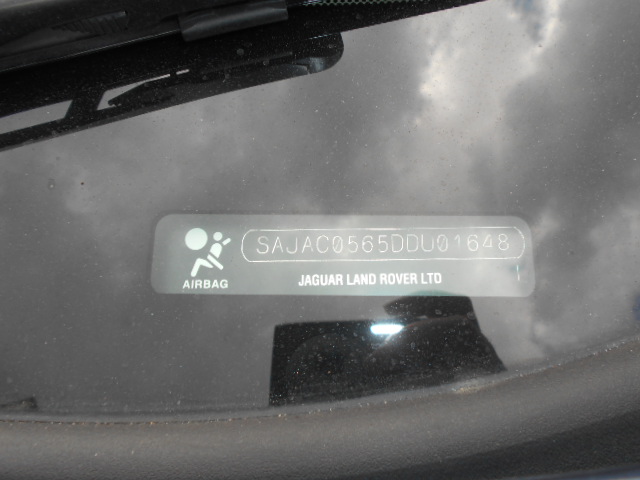 SAJAC0565DDU01648
AIRBAG
JAGUAR LAND ROVER LTD